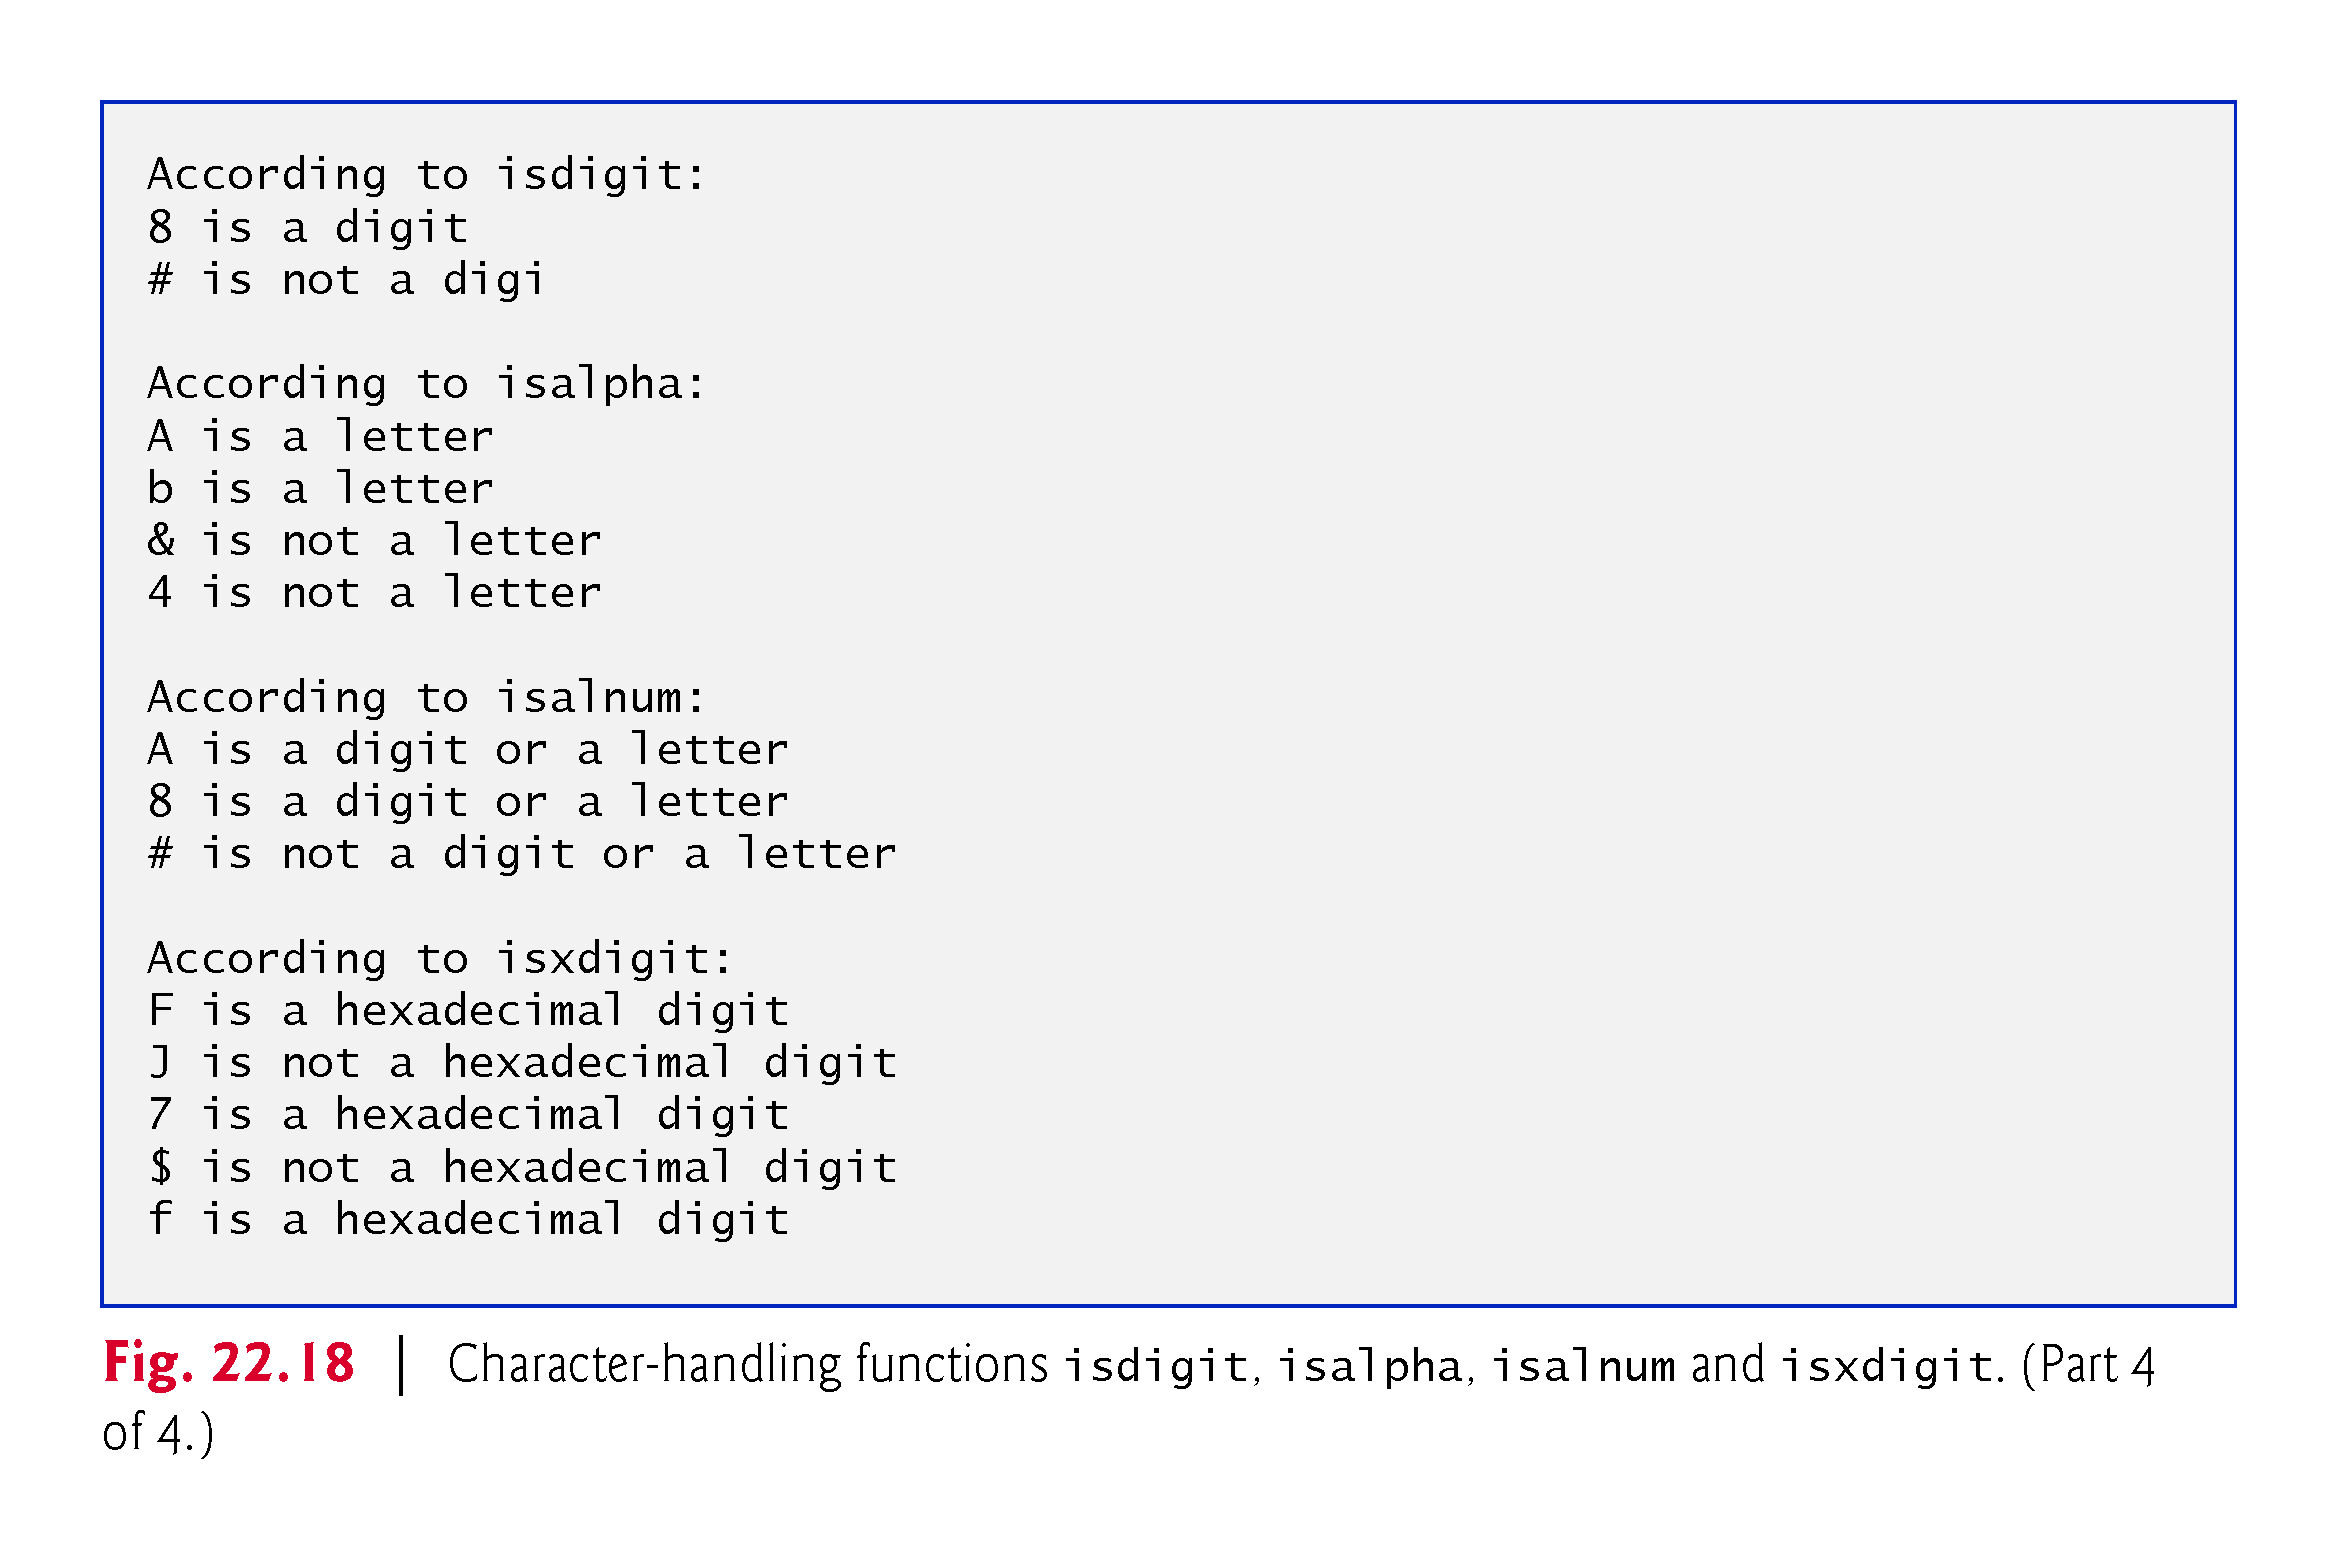 According to isdigit:
8 is a digit
# is not a digi
According to isalpha:
A is a letter
b is a letter
& is not a letter
4 is not a letter
According to isalnum:
A is a digit or a letter
8 is a digit or a letter
# is not a digit or a letter
According to isxdigit:
F is a hexadecimal digit
J is not a hexadecimal digit
7 is a hexadecimal digit
$ is not a hexadecimal digit
f is a hexadecimal digit
Fig. 22.18 | Character-handling functions isdigit, isalpha, isalnum and isxdigit. (Part 4
of 4.)